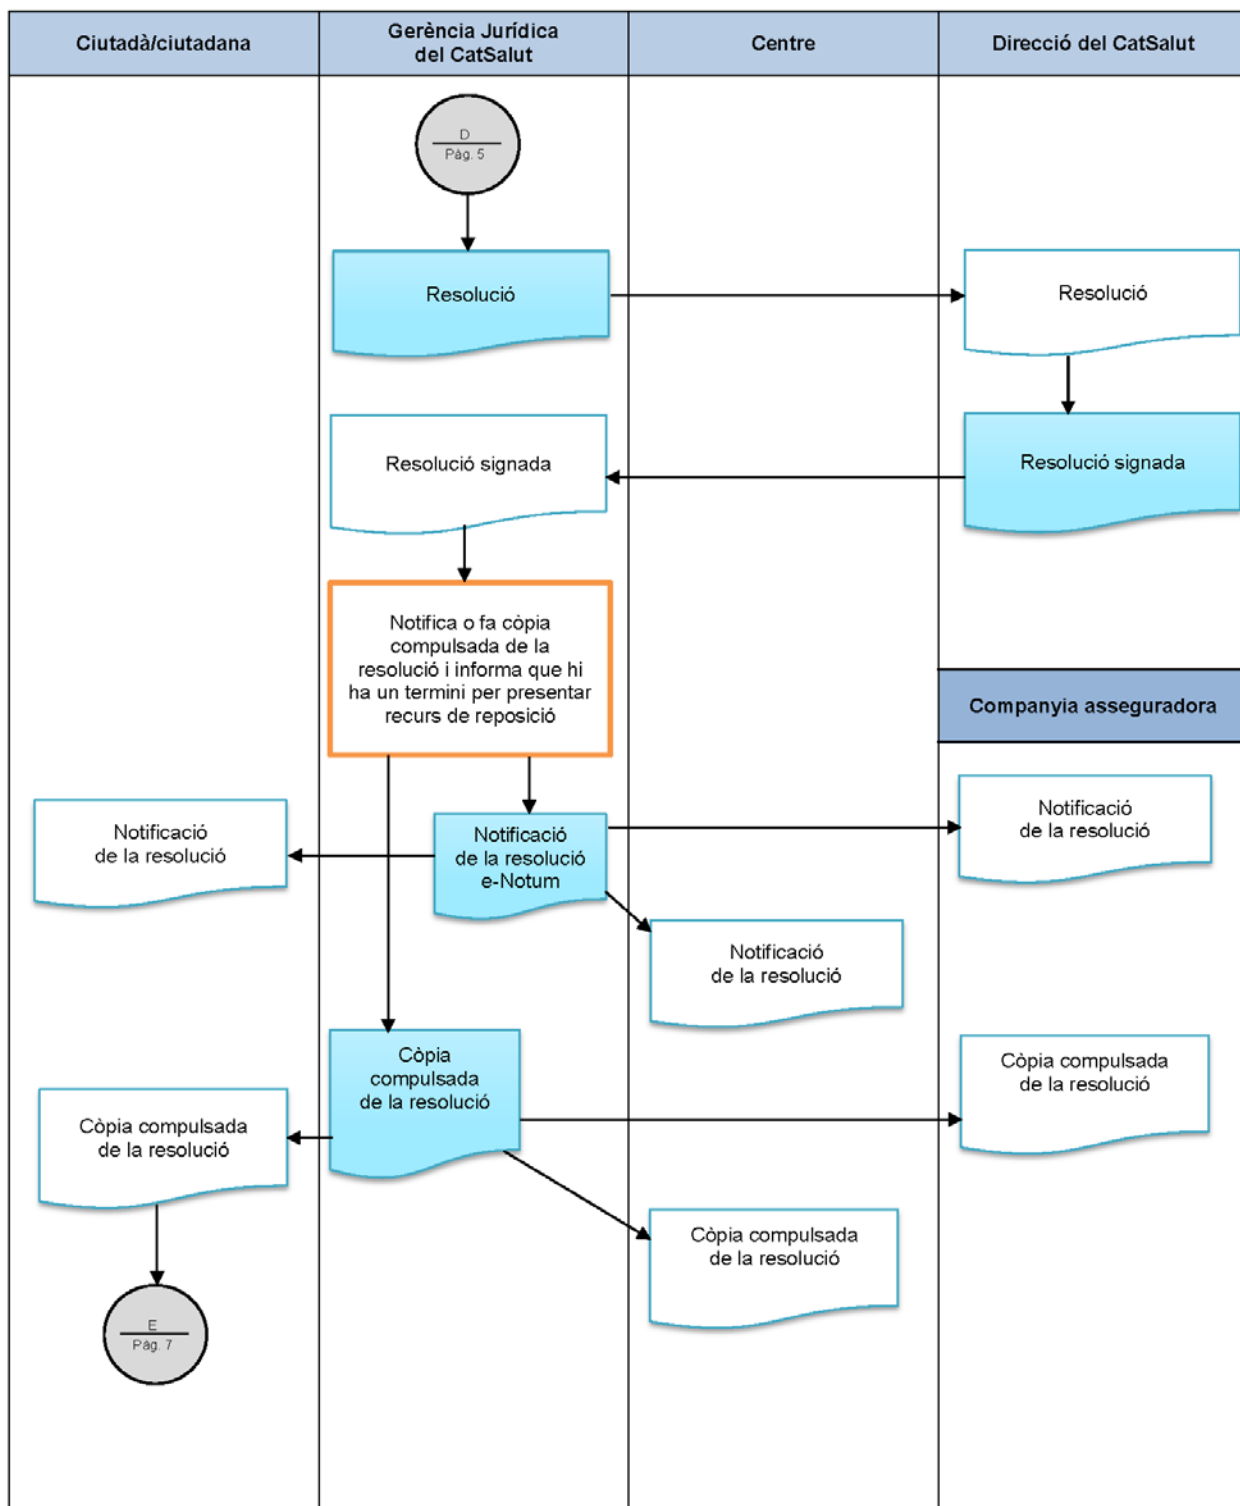 Ciutadà/ciutadana
Gerència Jurídica
del CatSalut
Centre
Direcció del CatSalut
D
Pàg. 5
Resolució
Resolució
Resolució signada
Resolució signada
Notifica o fa còpia
compulsada de la
resolució i informa que hi
ha un termini per presentar
recurs de reposició
Companyia asseguradora
Notificació
de la resolució
Notificació
de la resolució
e-Notum
Notificació
de la resolució
Notificació
de la resolució
Còpia
compulsada
de la resolució
Còpia compulsada
de la resolució
Còpia compulsada
de la resolució
Còpia compulsada
de la resolució
E
Pàg. 7